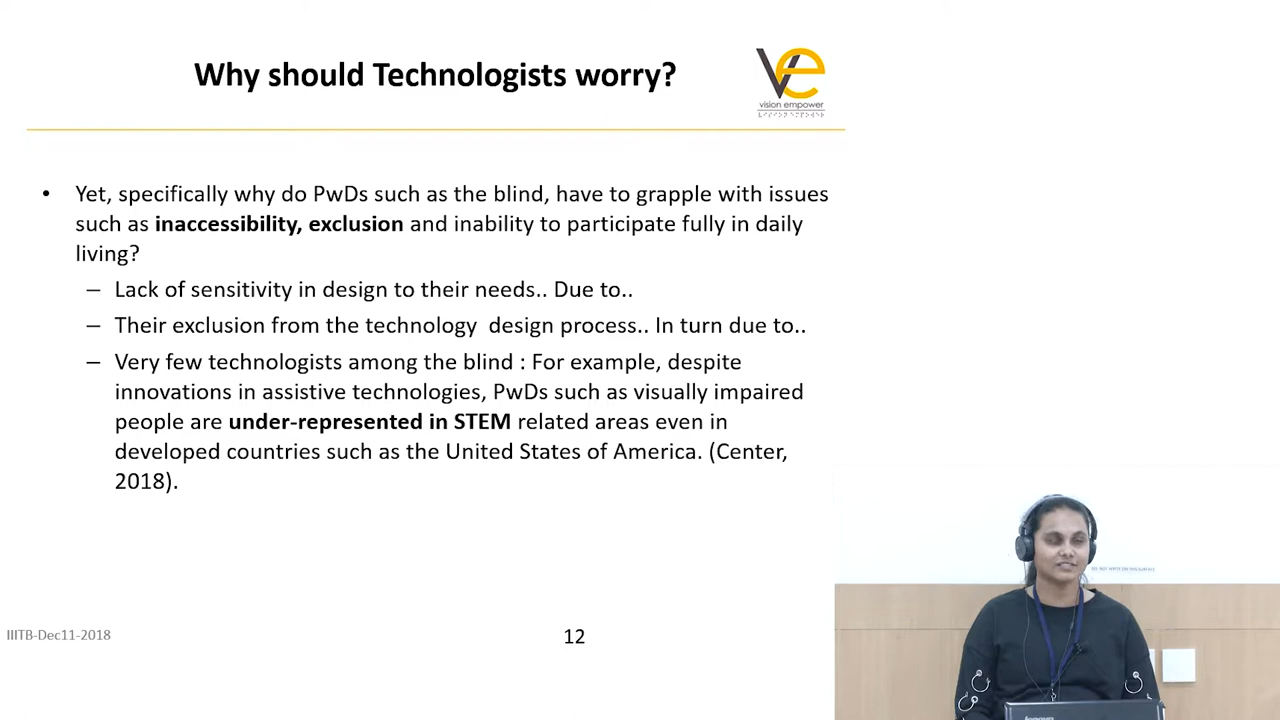 Why should Technologists worry?
ve
vision empower
• Yet, specifically why do PwDs such as the blind, have to grapple with issues
such as inaccessibility, exclusion and inability to participate fully in daily
living?
– Lack of sensitivity in design to their needs.. Due to..
– Their exclusion from the technology design process.. In turn due to..
– Very few technologists among the blind : For example, despite
innovations in assistive technologies, PwDs such as visually impaired
people are under-represented in STEM related areas even in
developed countries such as the United States of America. (Center,
2018).
IIITB-Dec11-2018
12